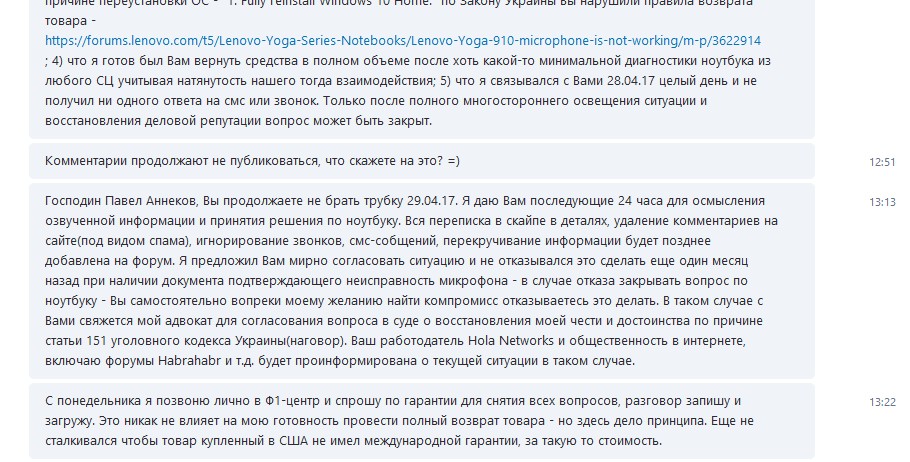 причине переустановки ОС - "1. Fully reinstall Windows 10 Home." по Закону Украины Вы нарушили правила возврата
товара -
https://forums.lenovo.com/t5/Lenovo-Yoga-Series-Notebooks/Lenovo-Yoga-910-microphone-is-not-working/m-p/3622914
; 4) что я готов был Вам вернуть средства в полном объеме после хоть какой-то минимальной диагностики ноутбука из
любого СЦ учитывая натянутость нашего тогда взаимодействия; 5) что я связывался с Вами 28.04.17 целый день и не
получил ни одного ответа на смс или звонок. Только после полного многостороннего освещения ситуации и
восстановления деловой репутации вопрос может быть закрыт.
Комментарии продолжают не публиковаться, что скажете на это? =)
12:51
Господин Павел Аннеков, Вы продолжаете не брать трубку 29.04.17. Я даю Вам последующие 24 часа для осмысления
13:13
озвученной информации и принятия решения по ноутбуку. Вся переписка в скайпе в деталях, удаление комментариев на
сайте(под видом спама), игнорирование звонков, смс-собщений, перекручивание информации будет позднее
добавлена на форум. Я предложил Вам мирно согласовать ситуацию и не отказывался это сделать еще один месяц
назад при наличии документа подтверждающего неисправность микрофона - в случае отказа закрывать вопрос по
ноутбуку - Вы самостоятельно вопреки моему желанию найти компромисс отказываетесь это делать. В таком случае с
Вами свяжется мой адвокат для согласования вопроса в суде о восстановления моей чести и достоинства по причине
статьи 151 уголовного кодекса Украины(наговор). Ваш работодатель Hola Networks и общественность в интернете,
включаю форумы Habrahabr и т.д. будет проинформирована о текущей ситуации в таком случае.
С понедельника я позвоню лично в Ф1-центр и спрошу по гарантии для снятия всех вопросов, разговор запишу и
13:22
загружу. Это никак не влияет на мою готовность провести полный возврат товара - но здесь дело принципа. Еще не
сталкивался чтобы товар купленный в США не имел международной гарантии, за такую то стоимость.